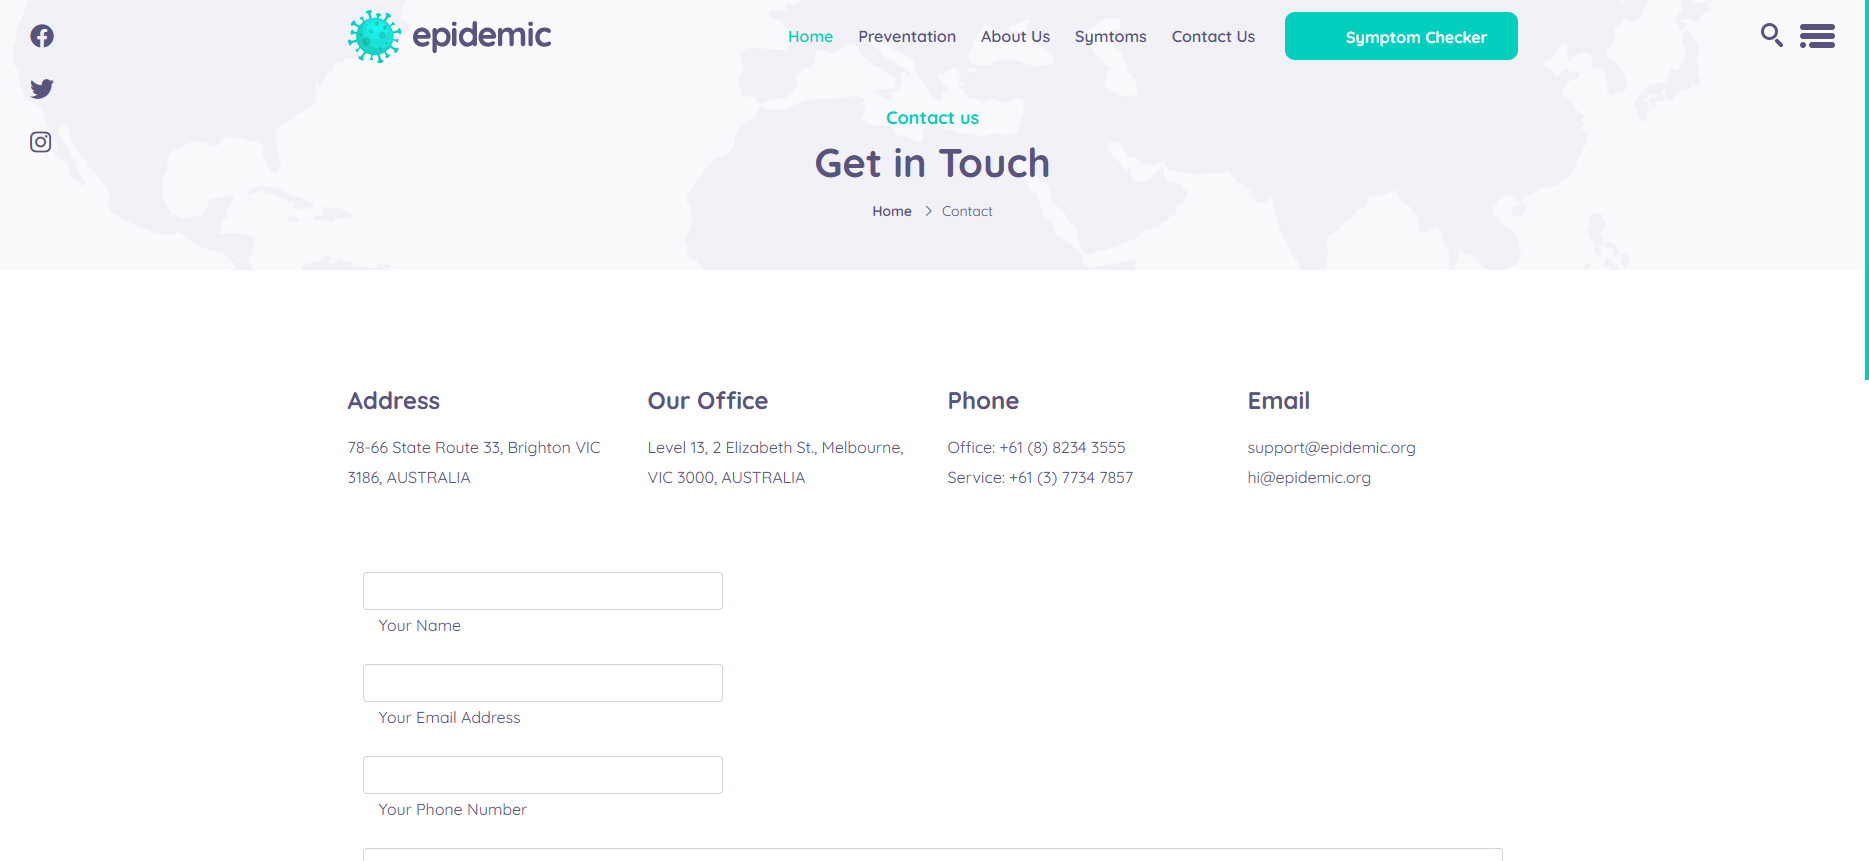 epidemic
Home Preventation About Us Symtoms Contact Us Symptom Checker
Contact us
Get in Touch
Home > Contact
Address
78-66 State Route 33, Brighton VIC
3186, AUSTRALIA
Our Office
Level 13, 2 Elizabeth St., Melbourne,
VIC 3000, AUSTRALIA
Phone
Office: +61 (8) 8234 3555
Service: +61 (3) 7734 7857
Email
support@epidemic.org
hi@epidemic.org
Your Name
Your Email Address
Your Phone Number